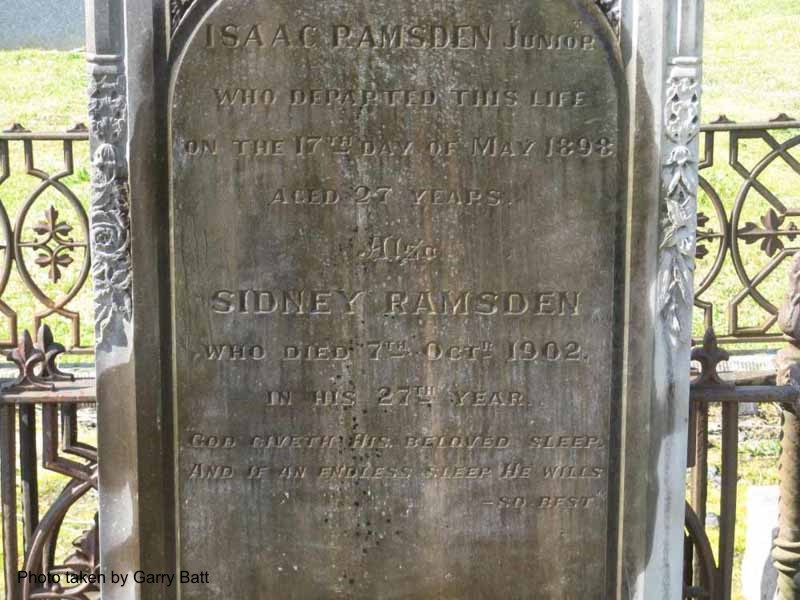 ISAAC RAMSDEN JUNIOR
WHO DEPARTED THIS LIFE
ON THE 17TH DAY OF MAY 1898
AGED 27 YEARS.
Also
SIDNEY RAMSDEN
WHO DIED 7TH OCTR 1902.
IN HIS 27TH YEAR.
GOD GIVETH HIS BELOVED SLEEP,
AND IF AN ENDLESS SLEEP HE WILLS
–SO BEST"
Photo taken by Garry Batt